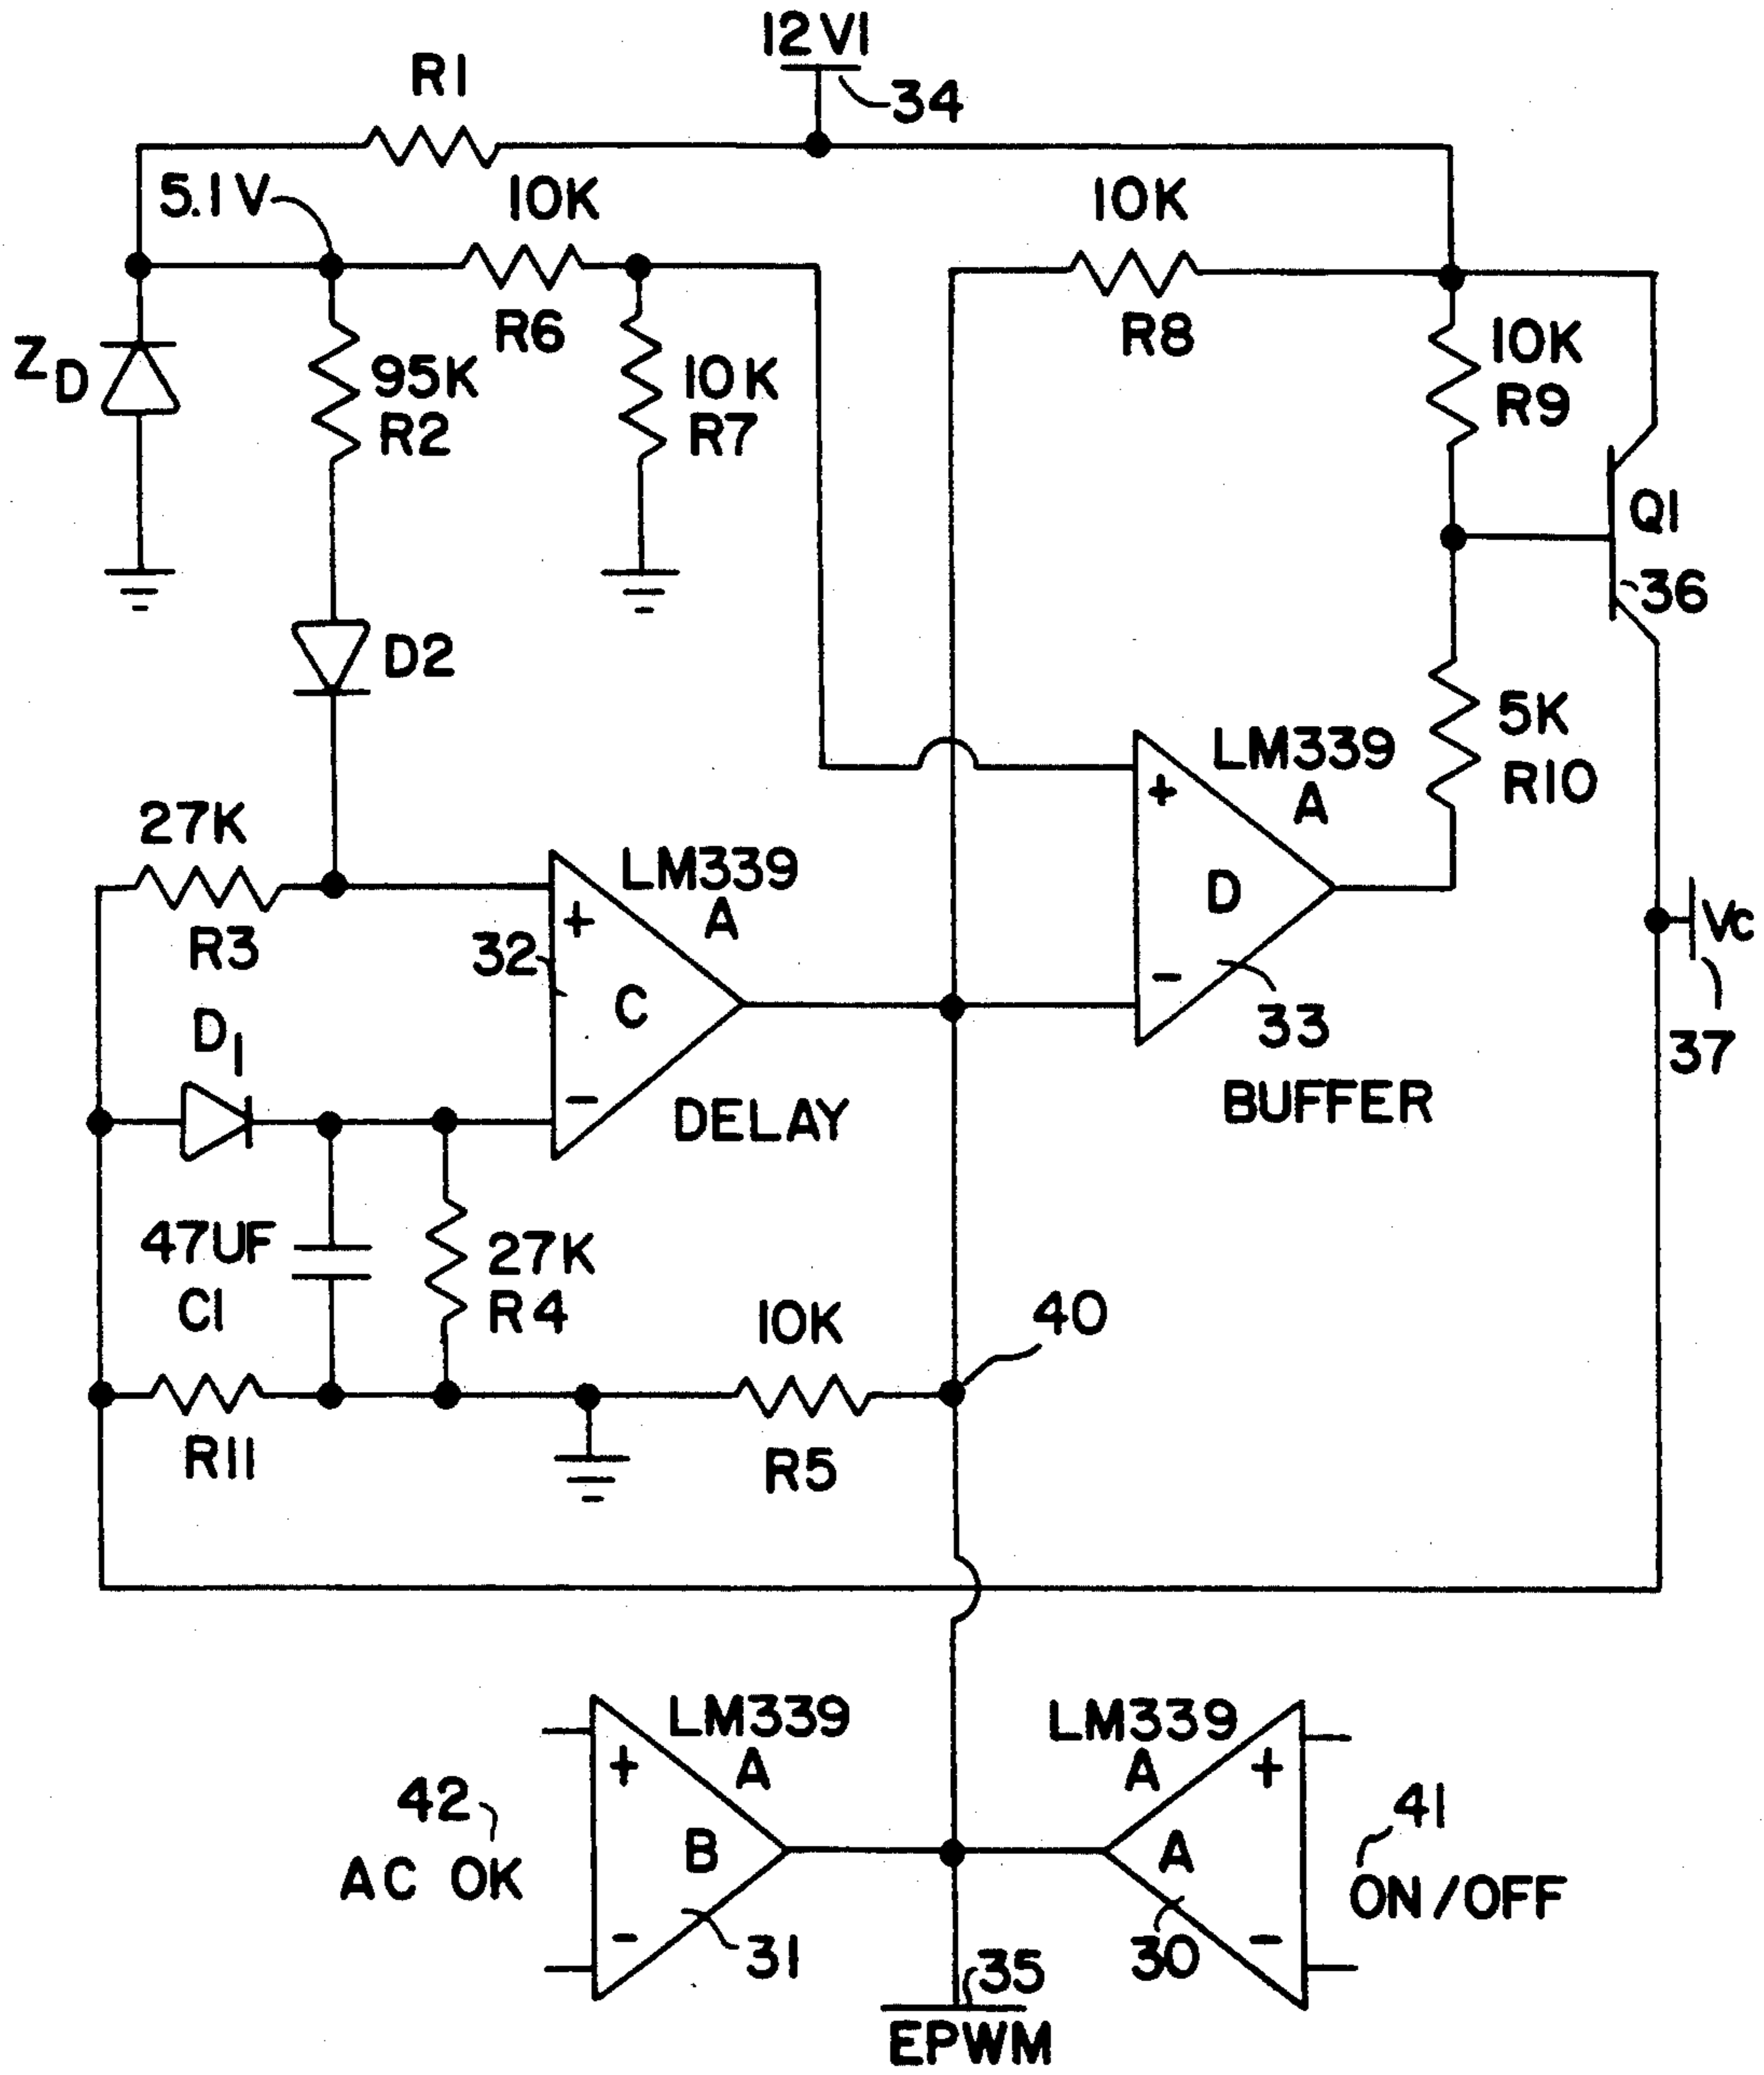 12V1
R1
34
5.1V
10K
10K
R6
R8
ZD
95K
R2
10K
R7
10K
R9
Q1
36
D2
LM339
A
5K
R10
27K
R3
LM339
A
+
32
C
+
D
-
33
VC
37
D1
-
DELAY
BUFFER
47UF
C1
27K
R4
10K
40
R11
R5
LM339
A
LM339
A
+
+
42
AC OK
B
A
41
ON/OFF
-
31
30
-
35
EPWM